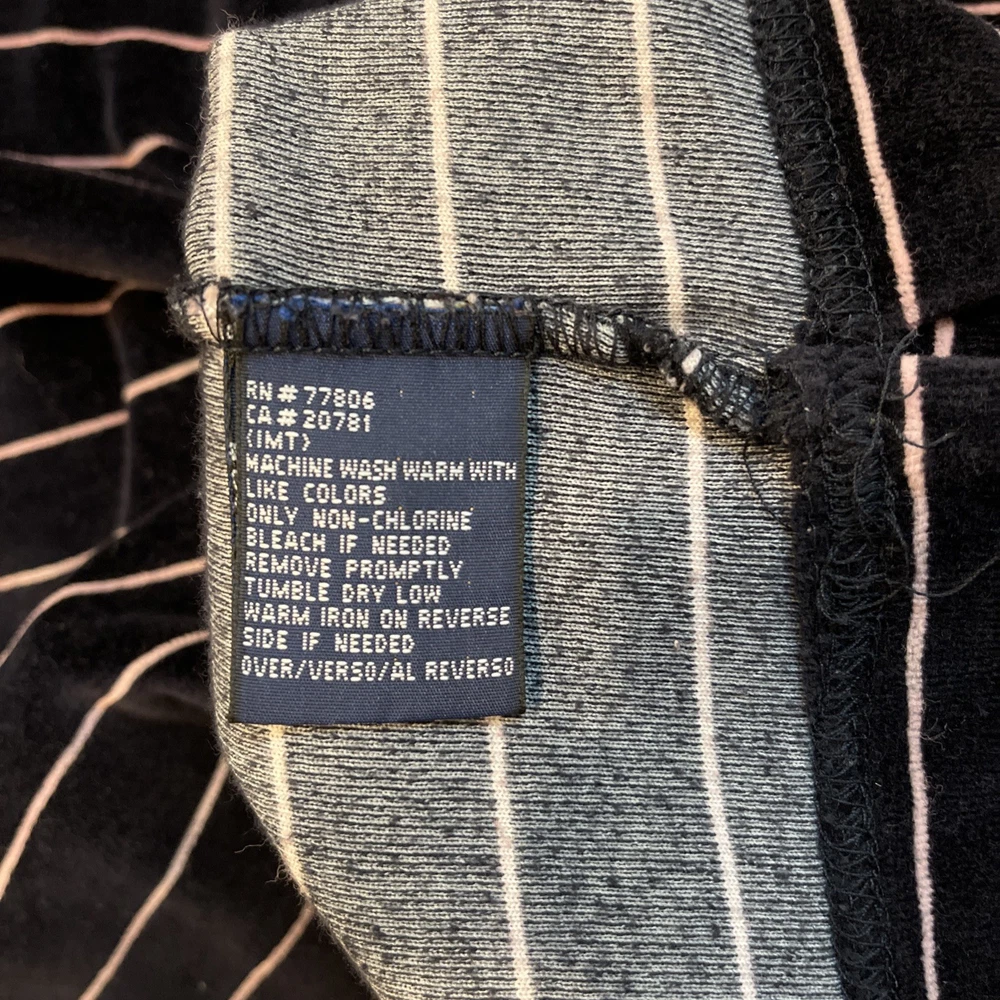 RN # 77806
CA # 20781
(IMT)
MACHINE WASH WARM WITH
LIKE COLORS
ONLY NON-CHLORINE
BLEACH IF NEEDED
REMOVE PROMPTLY
TUMBLE DRY LOW
WARM IRON ON REVERSE
SIDE IF NEEDED
OVER/VERSO/AL REVERSO